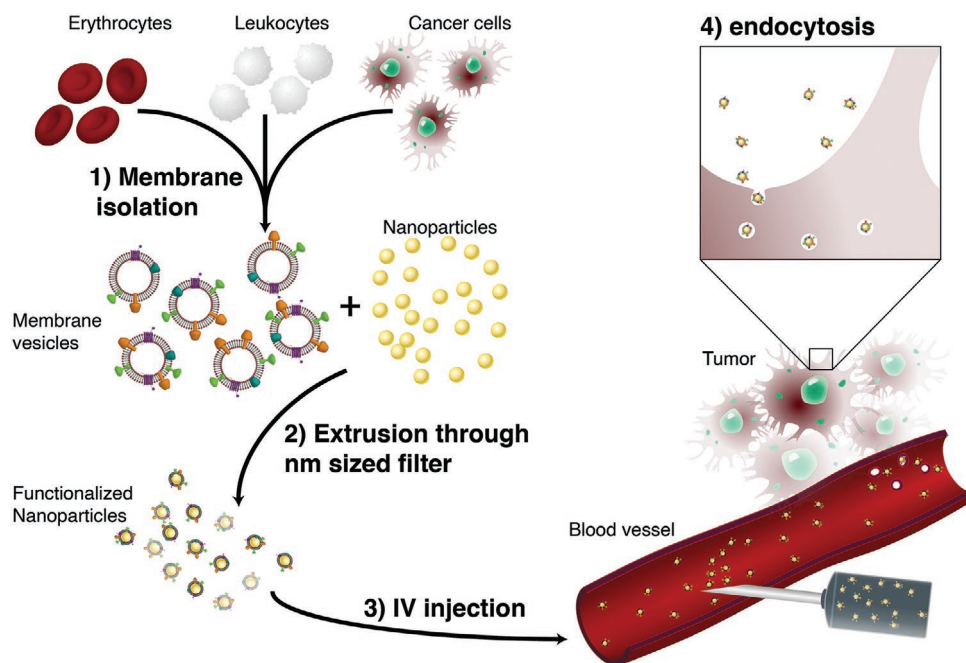 Erythrocytes
Leukocytes
Cancer cells
1) Membrane
isolation
Nanoparticles
+
Membrane
vesicles
2) Extrusion through
nm sized filter
Functionalized
Nanoparticles
3) IV injection
4) endocytosis
Tumor
Blood vessel